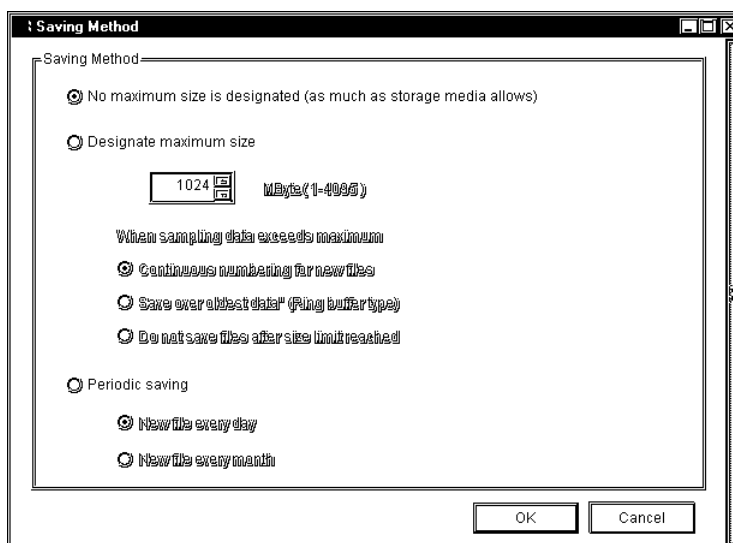 Saving Method
Saving Method
No maximum size is designated (as much as storage media allows)
Designate maximum size
1024
MByte(1-4095)
When sampling data exceeds maximum
Continuous numbering for new files
Save over oldest data" (Ring buffer type)
Do not save files after size limit reached
Periodic saving
New file every day
New file every month
OK
Cancel